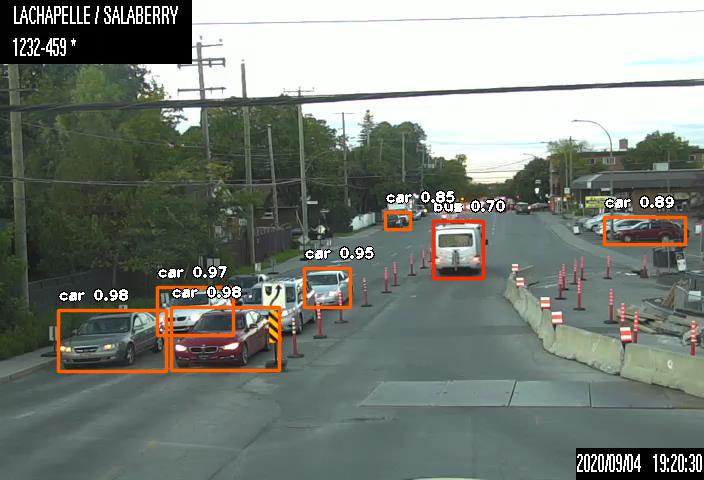 LACHAPELLE / SALABERRY
1232-459 *
car 0.85
bus 0.70
car 0.89
car 0.95
car 0.97
car 0.98
car 0.98
2020/09/04 19:20:30